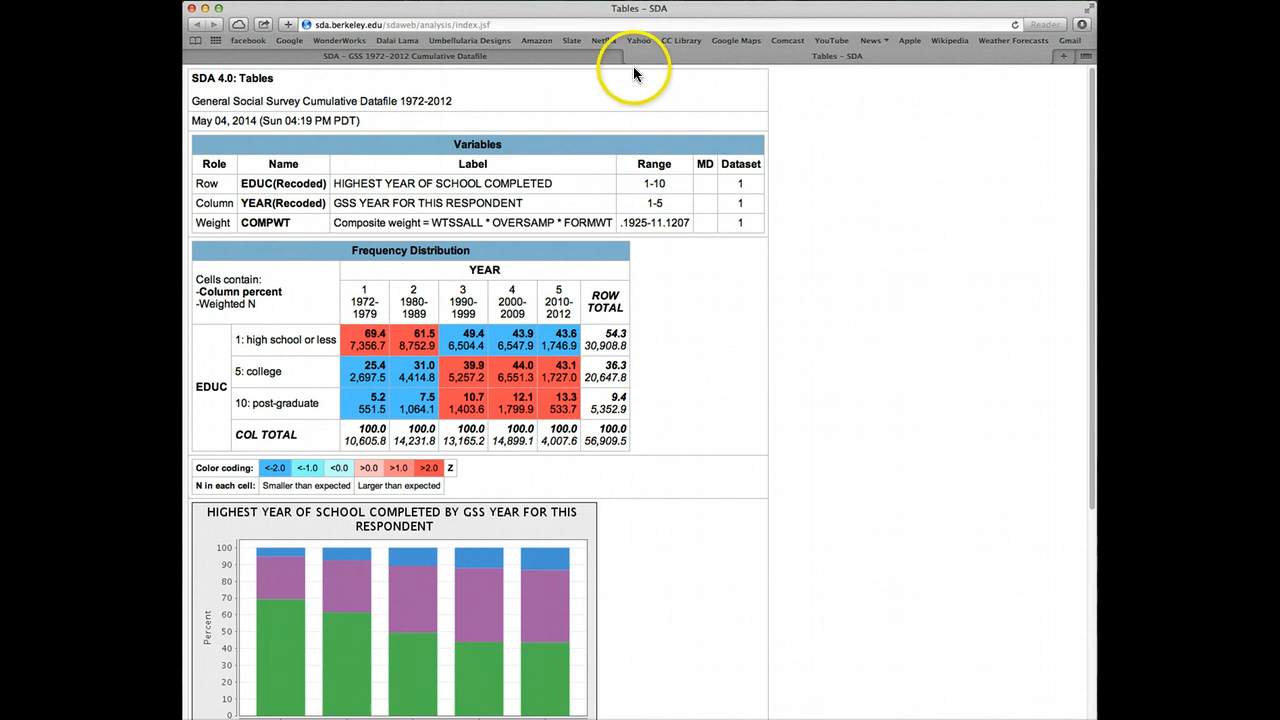 Tables – SDA
sda.berkeley.edu/sdaweb/analysis/index.jsf
Reader
facebook Google WonderWorks Dalai Lama Umbellularia Designs Amazon Slate Yahoo CC Library Google Maps Comcast YouTube News Apple Wikipedia Weather Forecasts Gmail
SDA – GSS 1972–2012 Cumulative Datafile Tables – SDA
SDA 4.0: Tables
General Social Survey Cumulative Datafile 1972-2012
May 04, 2014 (Sun 04:19 PM PDT)
Variables
Role Name Label Range MD Dataset
Row EDUC(Recoded) HIGHEST YEAR OF SCHOOL COMPLETED 1-10 1
Column YEAR(Recoded) GSS YEAR FOR THIS RESPONDENT 1-5 1
Weight COMPWT Composite weight = WTSSALL * OVERSAMP * FORMWT .1925-11.1207 1
Frequency Distribution
Cells contain:
-Column percent
-Weighted N
YEAR
1 2 3 4 5 ROW
1972- 1980- 1990- 2000- 2010- TOTAL
1979 1989 1999 2009 2012
EDUC
1: high school or less 69.4 61.5 49.4 43.9 43.6 54.3
7,356.7 8,752.9 6,504.4 6,547.9 1,746.9 30,908.8
5: college 25.4 31.0 39.9 44.0 43.1 36.3
2,697.5 4,414.8 5,257.2 6,551.3 1,727.0 20,647.8
10: post-graduate 5.2 7.5 10.7 12.1 13.3 9.4
551.5 1,064.1 1,403.6 1,799.9 533.7 5,352.9
COL TOTAL 100.0 100.0 100.0 100.0 100.0 100.0
10,605.8 14,231.8 13,165.2 14,899.1 4,007.6 56,909.5
Color coding: <-2.0 <-1.0 <0.0 >0.0 >1.0 >2.0 Z
N in each cell: Smaller than expected Larger than expected
HIGHEST YEAR OF SCHOOL COMPLETED BY GSS YEAR FOR THIS
RESPONDENT
Percent
100
90
80
70
60
50
40
30
20
10
0